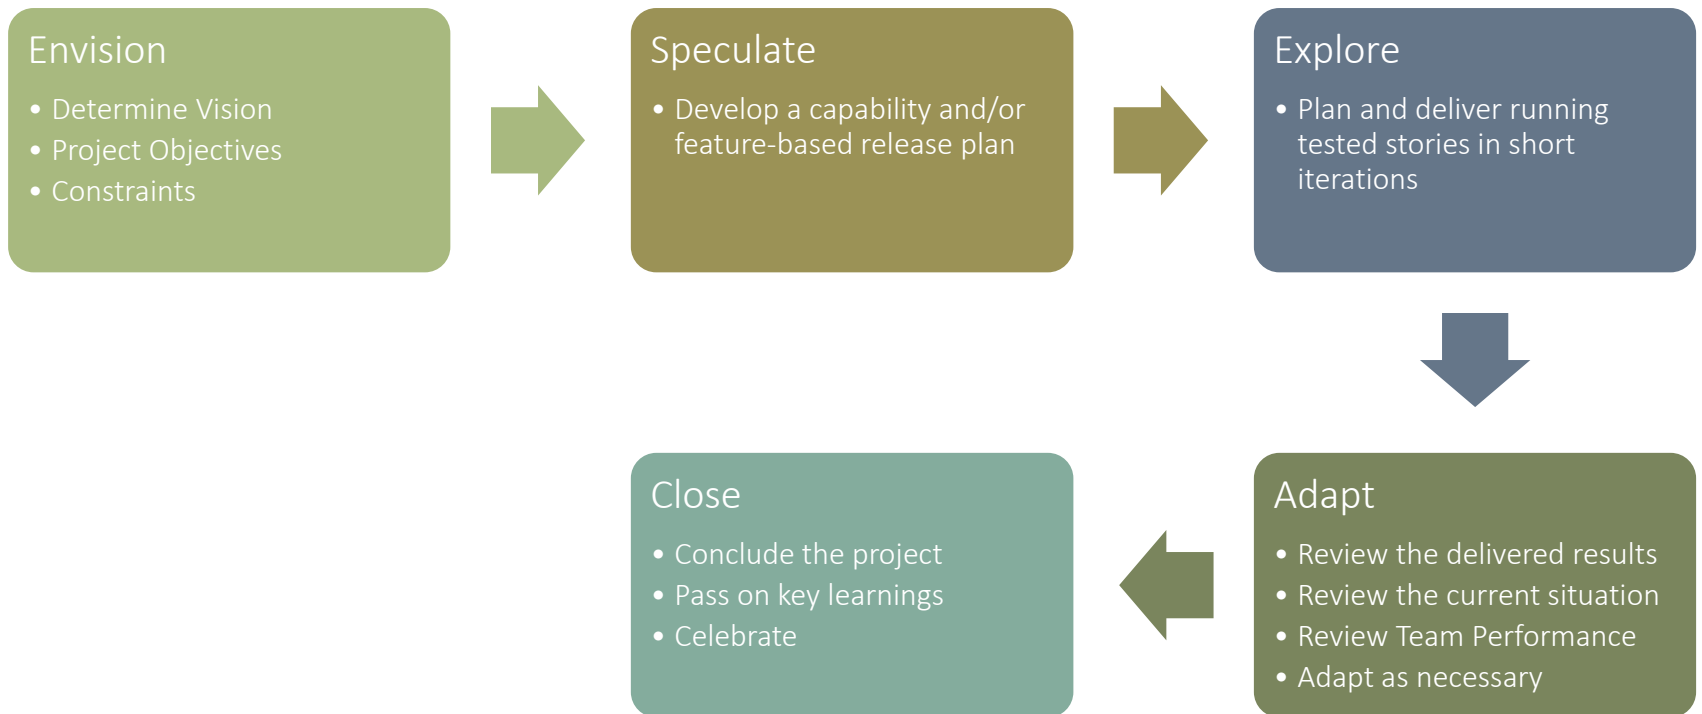 Envision
• Determine Vision
• Project Objectives
• Constraints
Speculate
• Develop a capability and/or
feature-based release plan
Explore
• Plan and deliver running
tested stories in short
iterations
Adapt
• Review the delivered results
• Review the current situation
• Review Team Performance
• Adapt as necessary
Close
• Conclude the project
• Pass on key learnings
• Celebrate